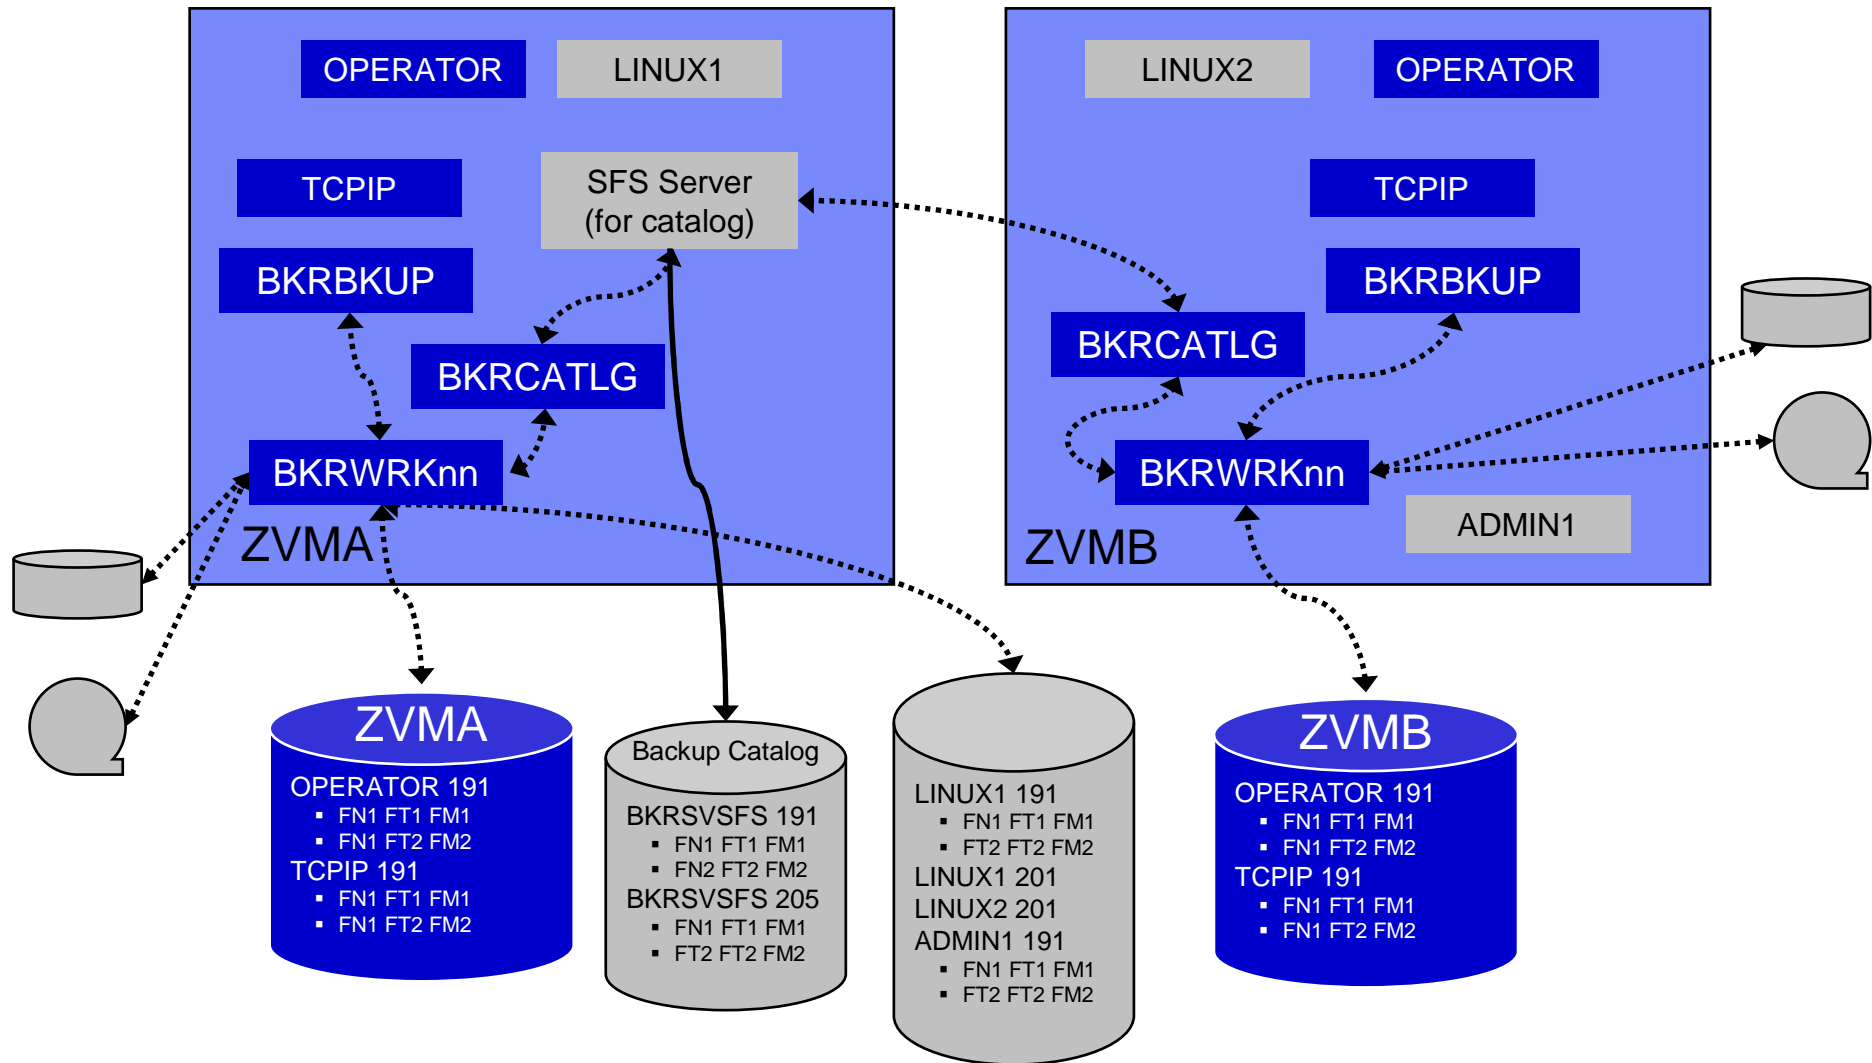 OPERATOR
LINUX1
TCPIP
SFS Server
(for catalog)
BKRBKUP
BKRCATLG
BKRWRKnn
ZVMA
LINUX2
OPERATOR
TCPIP
BKRBKUP
BKRCATLG
BKRWRKnn
ADMIN1
ZVMB
ZVMA
OPERATOR 191
▪ FN1 FT1 FM1
▪ FN1 FT2 FM2
TCPIP 191
▪ FN1 FT1 FM1
▪ FN1 FT2 FM2
Backup Catalog
BKRSVSFS 191
▪ FN1 FT1 FM1
▪ FN2 FT2 FM2
BKRSVSFS 205
▪ FN1 FT1 FM1
▪ FT2 FT2 FM2
LINUX1 191
▪ FN1 FT1 FM1
▪ FT2 FT2 FM2
LINUX1 201
LINUX2 201
ADMIN1 191
▪ FN1 FT1 FM1
▪ FT2 FT2 FM2
ZVMB
OPERATOR 191
▪ FN1 FT1 FM1
▪ FN1 FT2 FM2
TCPIP 191
▪ FN1 FT1 FM1
▪ FN1 FT2 FM2